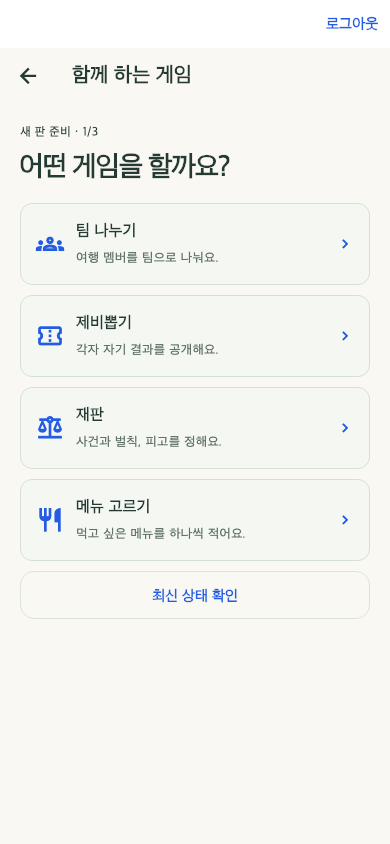 로그아웃
함께 하는 게임
새 판 준비 · 1/3
어떤 게임을 할까요?
팀 나누기
여행 멤버를 팀으로 나눠요.
제비뽑기
각자 자기 결과를 공개해요.
재판
사건과 벌칙, 피고를 정해요.
메뉴 고르기
먹고 싶은 메뉴를 하나씩 적어요.
최신 상태 확인